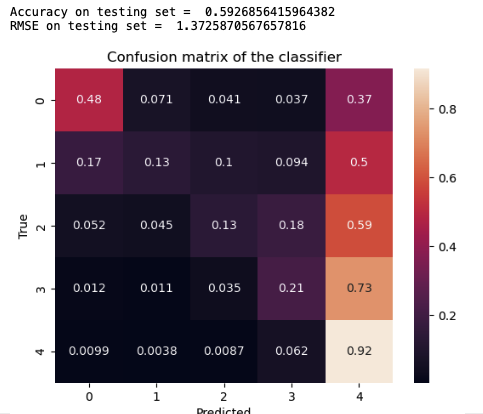 Accuracy on testing set =  0.5926856415964382
RMSE on testing set =  1.3725870567657816
Confusion matrix of the classifier
0 0.48 0.071 0.041 0.037 0.37
1 0.17 0.13 0.1 0.094 0.5
2 0.052 0.045 0.13 0.18 0.59
3 0.012 0.011 0.035 0.21 0.73
4 0.0099 0.0038 0.0087 0.062 0.92
0 1 2 3 4
True
Predicted
0.8
0.6
0.4
0.2